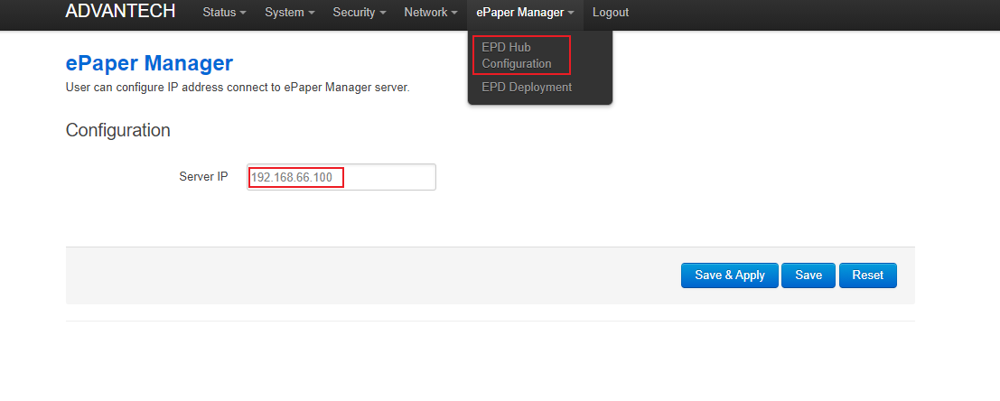 ADVANTECH Status System Security Network ePaper Manager Logout
EPD Hub
Configuration
EPD Deployment
ePaper Manager
User can configure IP address connect to ePaper Manager server.
Configuration
Server IP 192.168.66.100
Save & Apply Save Reset